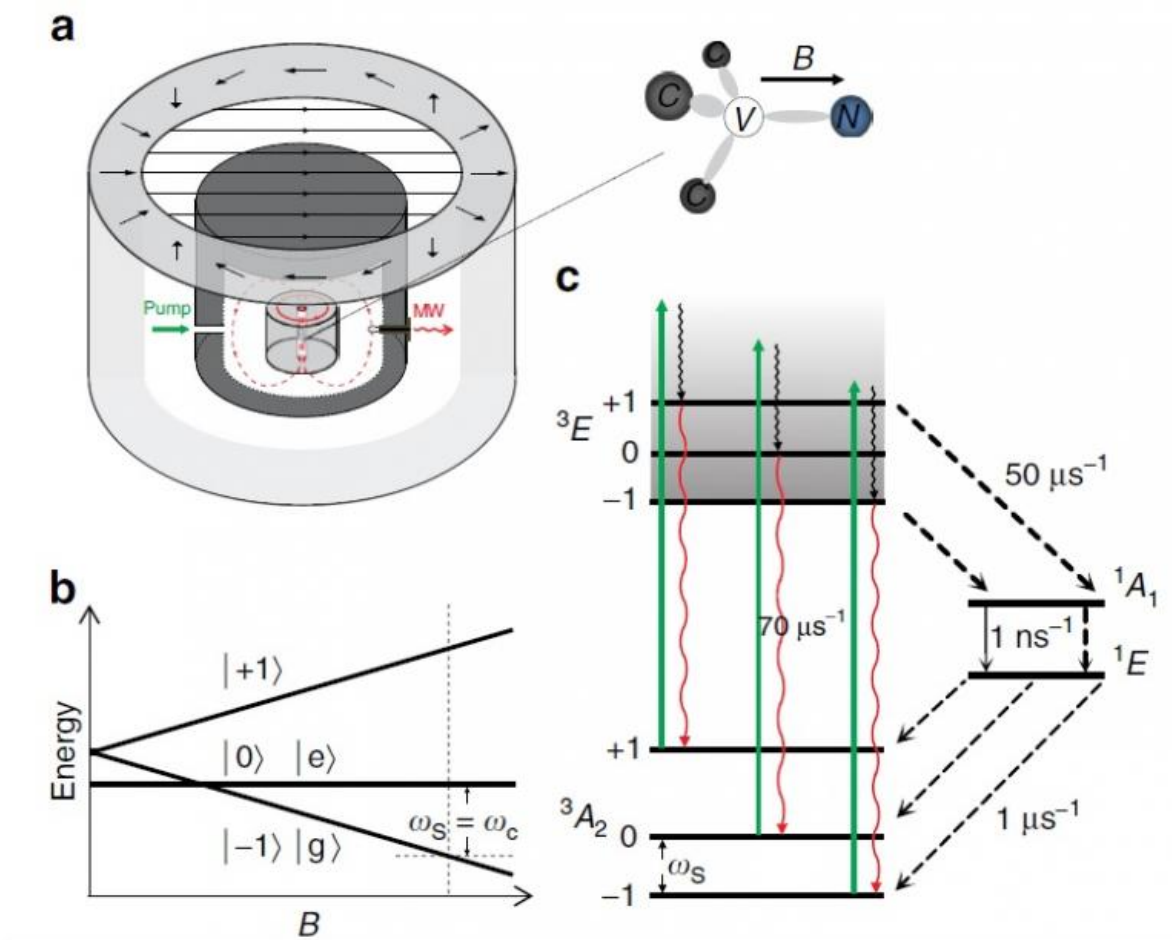 a
B
C
C
V
N
C
Pump
MW
b
Energy
|+1⟩
|0⟩ |e⟩
|−1⟩ |g⟩
ωS = ωc
B
c
³E
+1
0
−1
50 μs⁻¹
¹A₁
1 ns⁻¹
¹E
70 μs⁻¹
+1
³A₂
0
ωS
−1
1 μs⁻¹